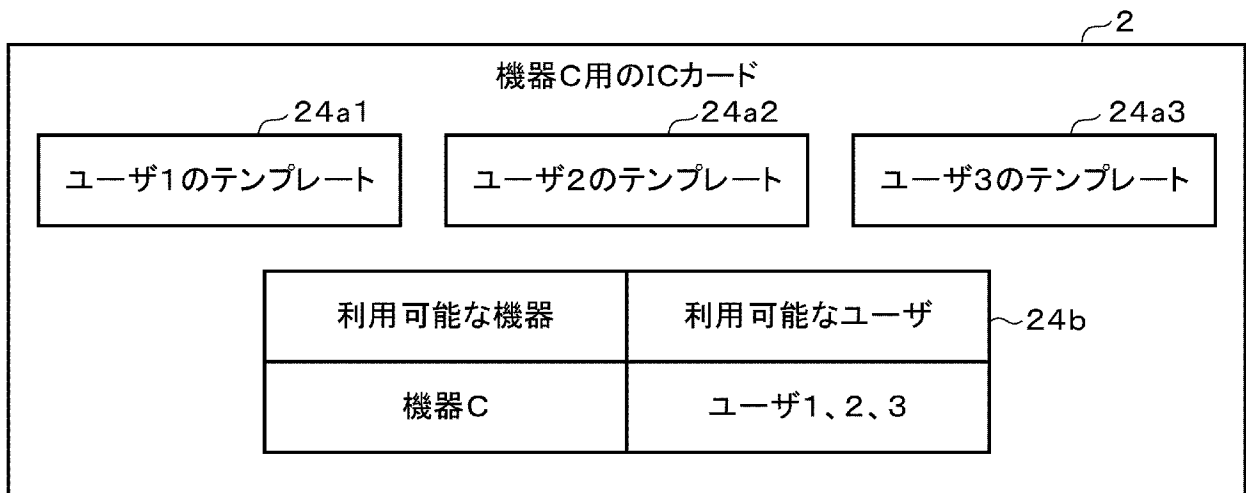 2
機器C用のICカード
24a1
24a2
24a3
ユーザ1のテンプレート
ユーザ2のテンプレート
ユーザ3のテンプレート
利用可能な機器
利用可能なユーザ
24b
機器C
ユーザ1、2、3